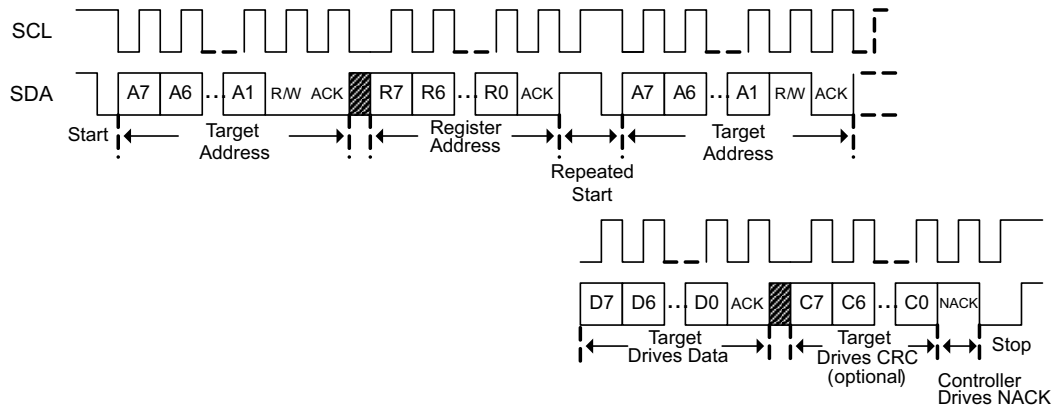 SCL
SDA A7 A6 ... A1 R/W ACK R7 R6 ... R0 ACK A7 A6 ... A1 R/W ACK
Start
Target
Address
Register
Address
Repeated
Start
Target
Address
D7 D6 ... D0 ACK C7 C6 ... C0 NACK
Target
Drives Data
Target
Drives CRC
(optional)
Stop
Controller
Drives NACK